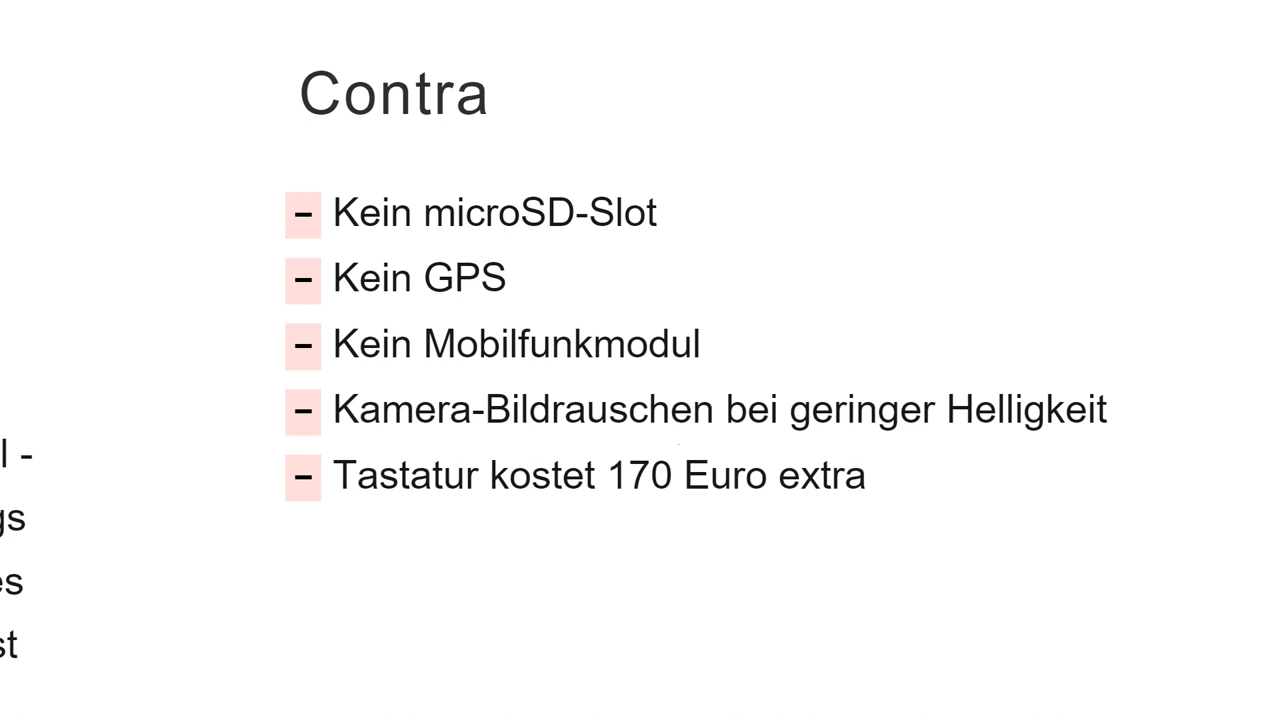 Contra
– Kein microSD-Slot
– Kein GPS
– Kein Mobilfunkmodul
– Kamera-Bildrauschen bei geringer Helligkeit
– Tastatur kostet 170 Euro extra